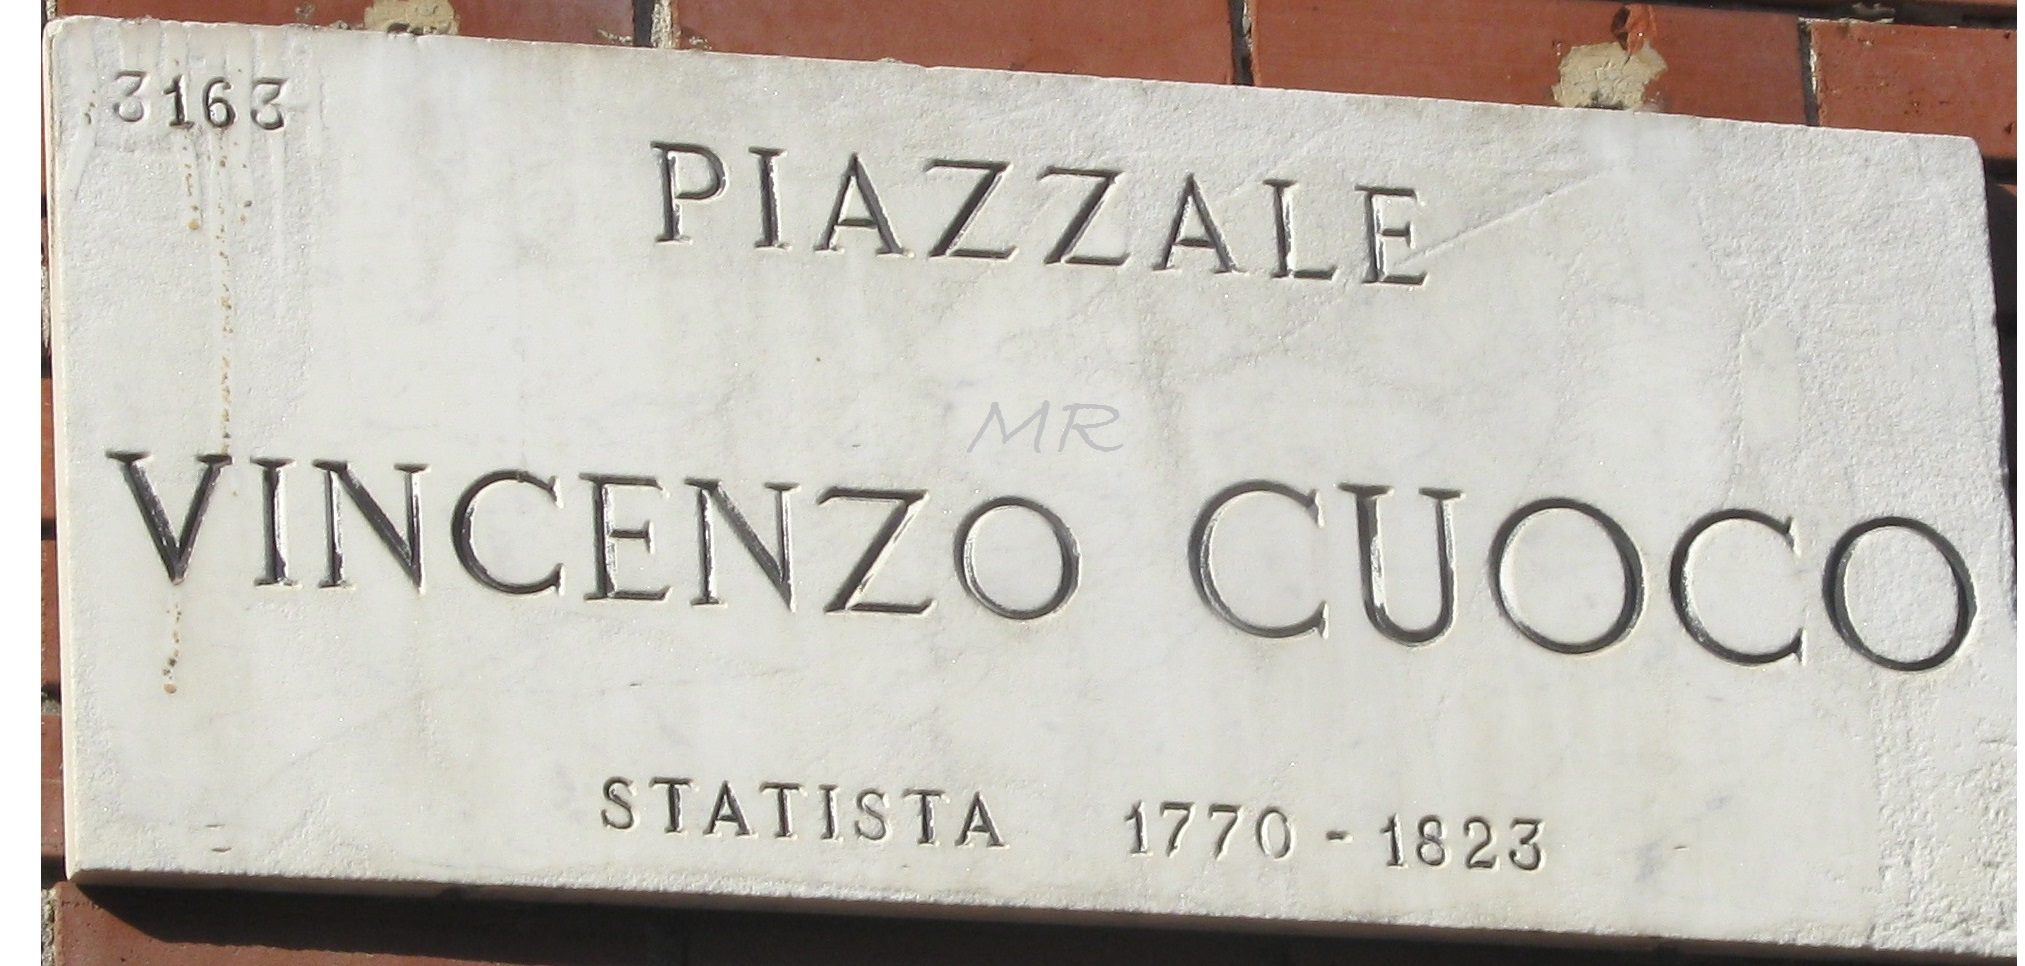 3163
PIAZZALE
MR
VINCENZO CUOCO
STATISTA 1770 - 1823